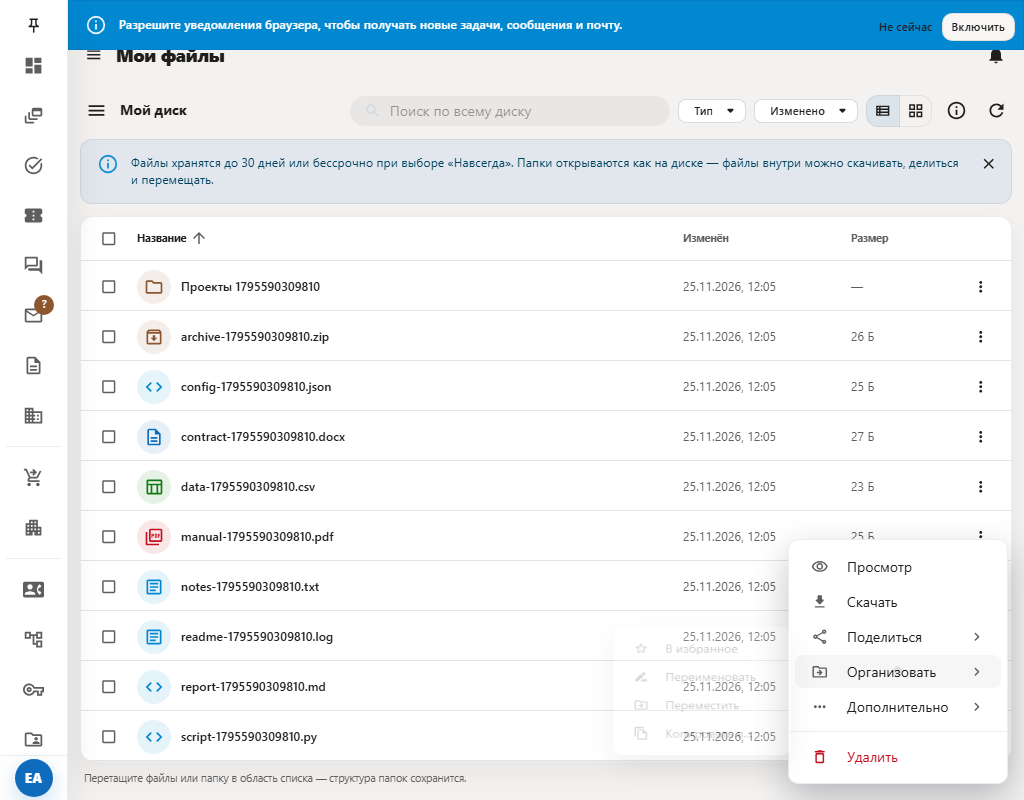 Разрешите уведомления браузера, чтобы получать новые задачи, сообщения и почту.
Не сейчас
Включить
Мои файлы
Мой диск
Поиск по всему диску
Тип
Изменено
Файлы хранятся до 30 дней или бессрочно при выборе «Навсегда». Папки открываются как на диске — файлы внутри можно скачивать, делиться
и перемещать.
Название
Изменён
Размер
Проекты 1795590309810
25.11.2026, 12:05
—
archive-1795590309810.zip
25.11.2026, 12:05
26 Б
config-1795590309810.json
25.11.2026, 12:05
25 Б
contract-1795590309810.docx
25.11.2026, 12:05
27 Б
data-1795590309810.csv
25.11.2026, 12:05
23 Б
manual-1795590309810.pdf
25.11.2026, 12:05
25 Б
notes-1795590309810.txt
25.11.2026, 12:05
readme-1795590309810.log
25.11.2026, 12:05
report-1795590309810.md
25.11.2026, 12:05
script-1795590309810.py
25.11.2026, 12:05
В избранное
Переименовать
Переместить
Просмотр
Скачать
Поделиться
Организовать
Дополнительно
Удалить
Перетащите файлы или папку в область списка — структура папок сохранится.
?
PDF
EA